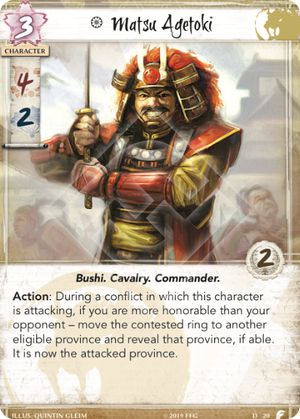 3
CHARACTER
Matsu Agetoki
4
2
2
Bushi. Cavalry. Commander.
Action: During a conflict in which this character
is attacking, if you are more honorable than your
opponent – move the contested ring to another
eligible province and reveal that province, if able.
It is now the attacked province.
ILLUS: QUINTIN GLEIM
©2019 FFG
D 20